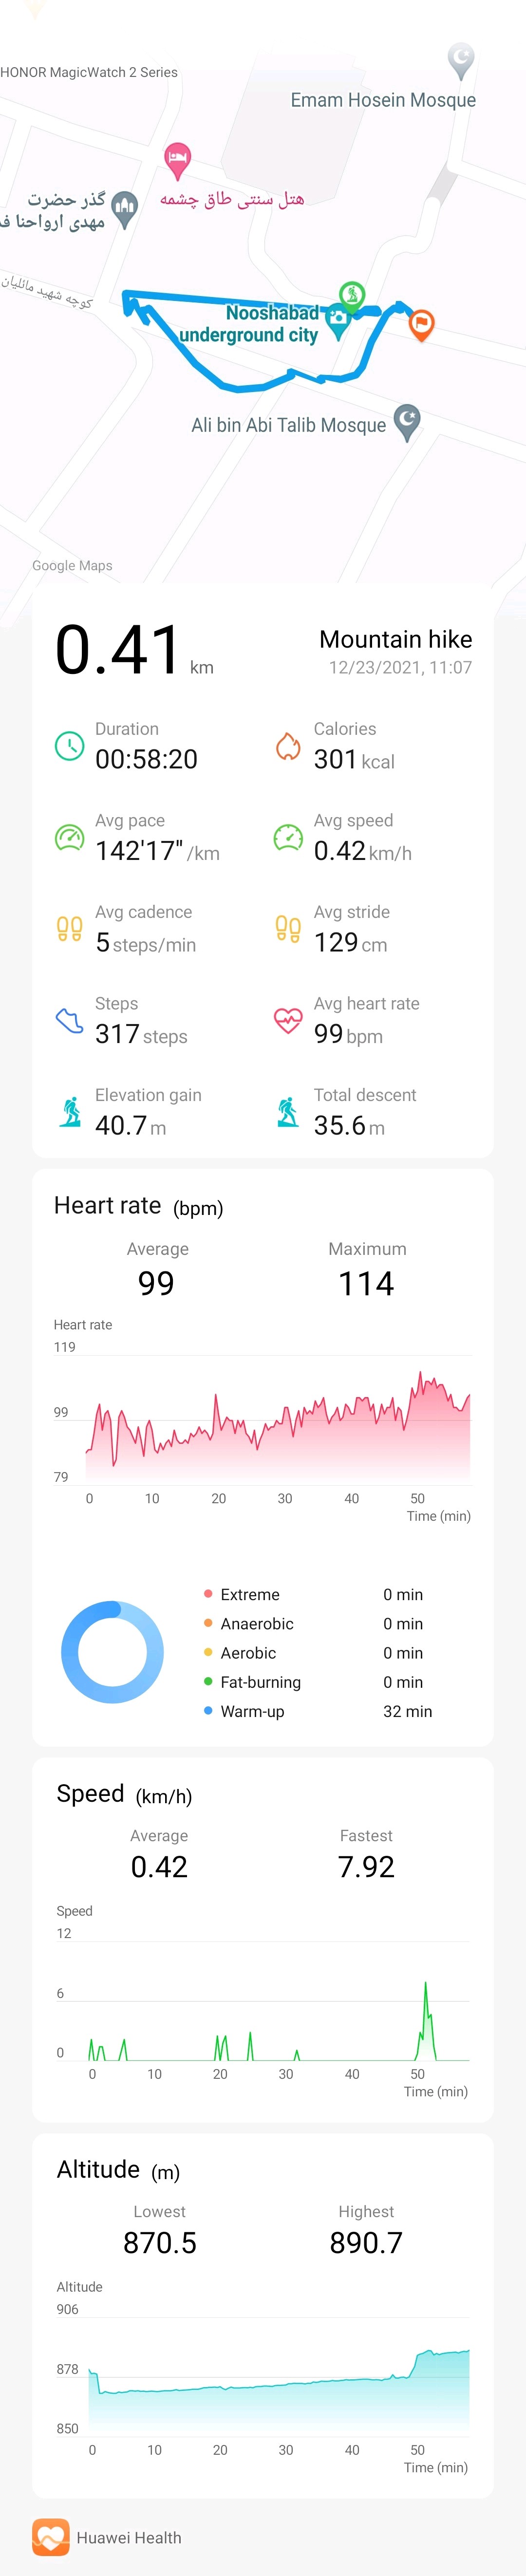 HONOR MagicWatch 2 Series
Emam Hosein Mosque
هتل سنتی طاق چشمه
گذر حضرت
مهدی ارواحنا
کوچه شهید مائلیان
Nooshabad
underground city
Ali bin Abi Talib Mosque
Google Maps
0.41 km
Mountain hike
12/23/2021, 11:07
Duration
00:58:20
Calories
301 kcal
Avg pace
142'17" /km
Avg speed
0.42 km/h
Avg cadence
5 steps/min
Avg stride
129 cm
Steps
317 steps
Avg heart rate
99 bpm
Elevation gain
40.7 m
Total descent
35.6 m
Heart rate (bpm)
Average Maximum
99 114
Heart rate
119
99
79
0 10 20 30 40 50
Time (min)
Extreme 0 min
Anaerobic 0 min
Aerobic 0 min
Fat-burning 0 min
Warm-up 32 min
Speed (km/h)
Average Fastest
0.42 7.92
Speed
12
6
0
0 10 20 30 40 50
Time (min)
Altitude (m)
Lowest Highest
870.5 890.7
Altitude
906
878
850
0 10 20 30 40 50
Time (min)
Huawei Health